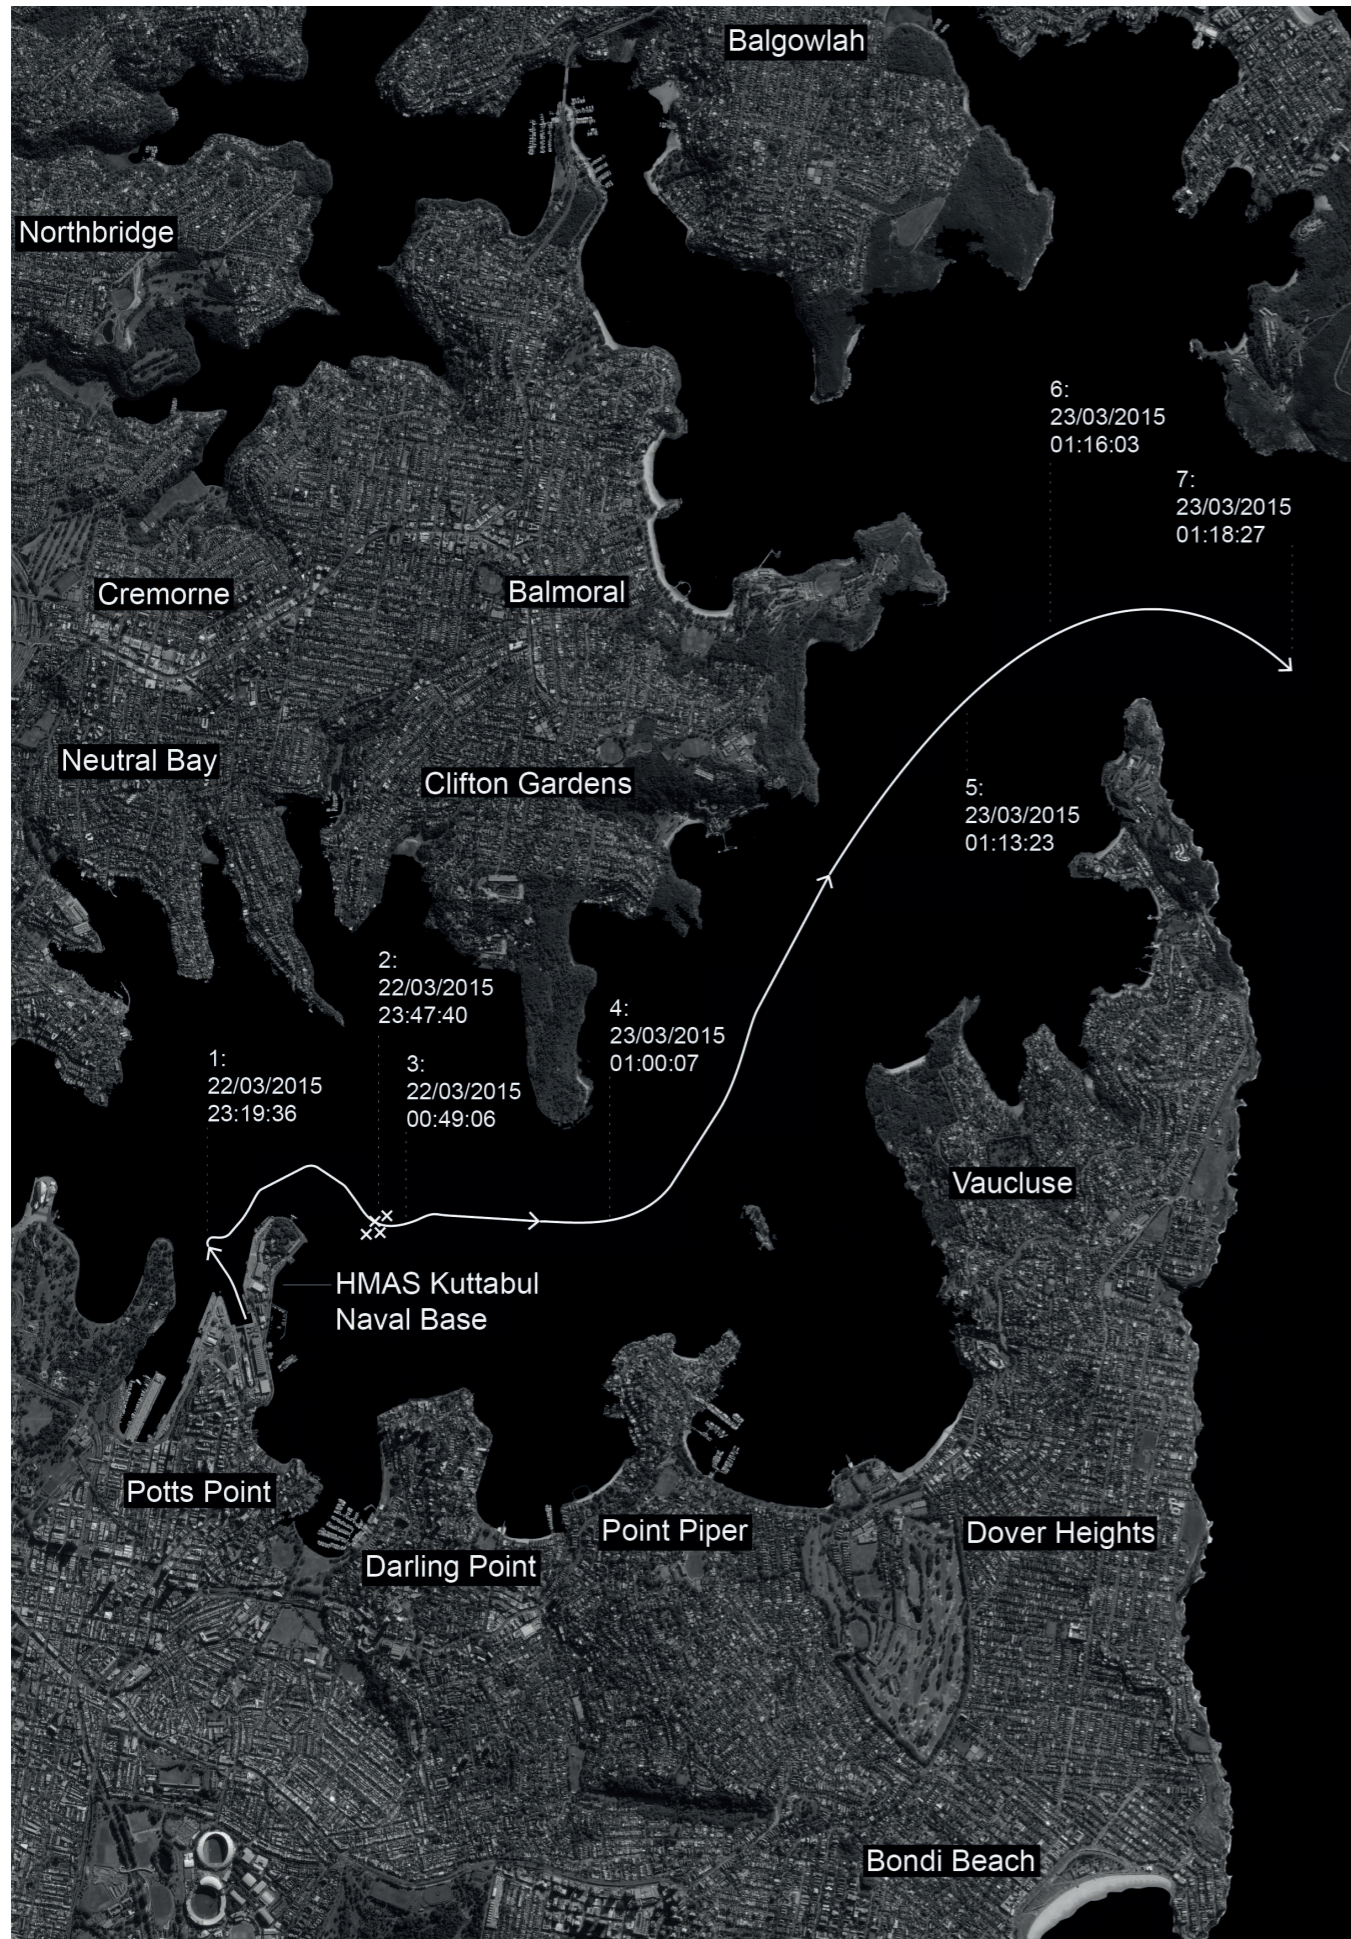 Balgowlah
Northbridge
6:
23/03/2015
01:16:03
7:
23/03/2015
01:18:27
Cremorne
Balmoral
Neutral Bay
Clifton Gardens
5:
23/03/2015
01:13:23
2:
22/03/2015
23:47:40
4:
23/03/2015
01:00:07
1:
22/03/2015
23:19:36
3:
22/03/2015
00:49:06
Vaucluse
HMAS Kuttabul
Naval Base
Potts Point
Point Piper
Dover Heights
Darling Point
Bondi Beach